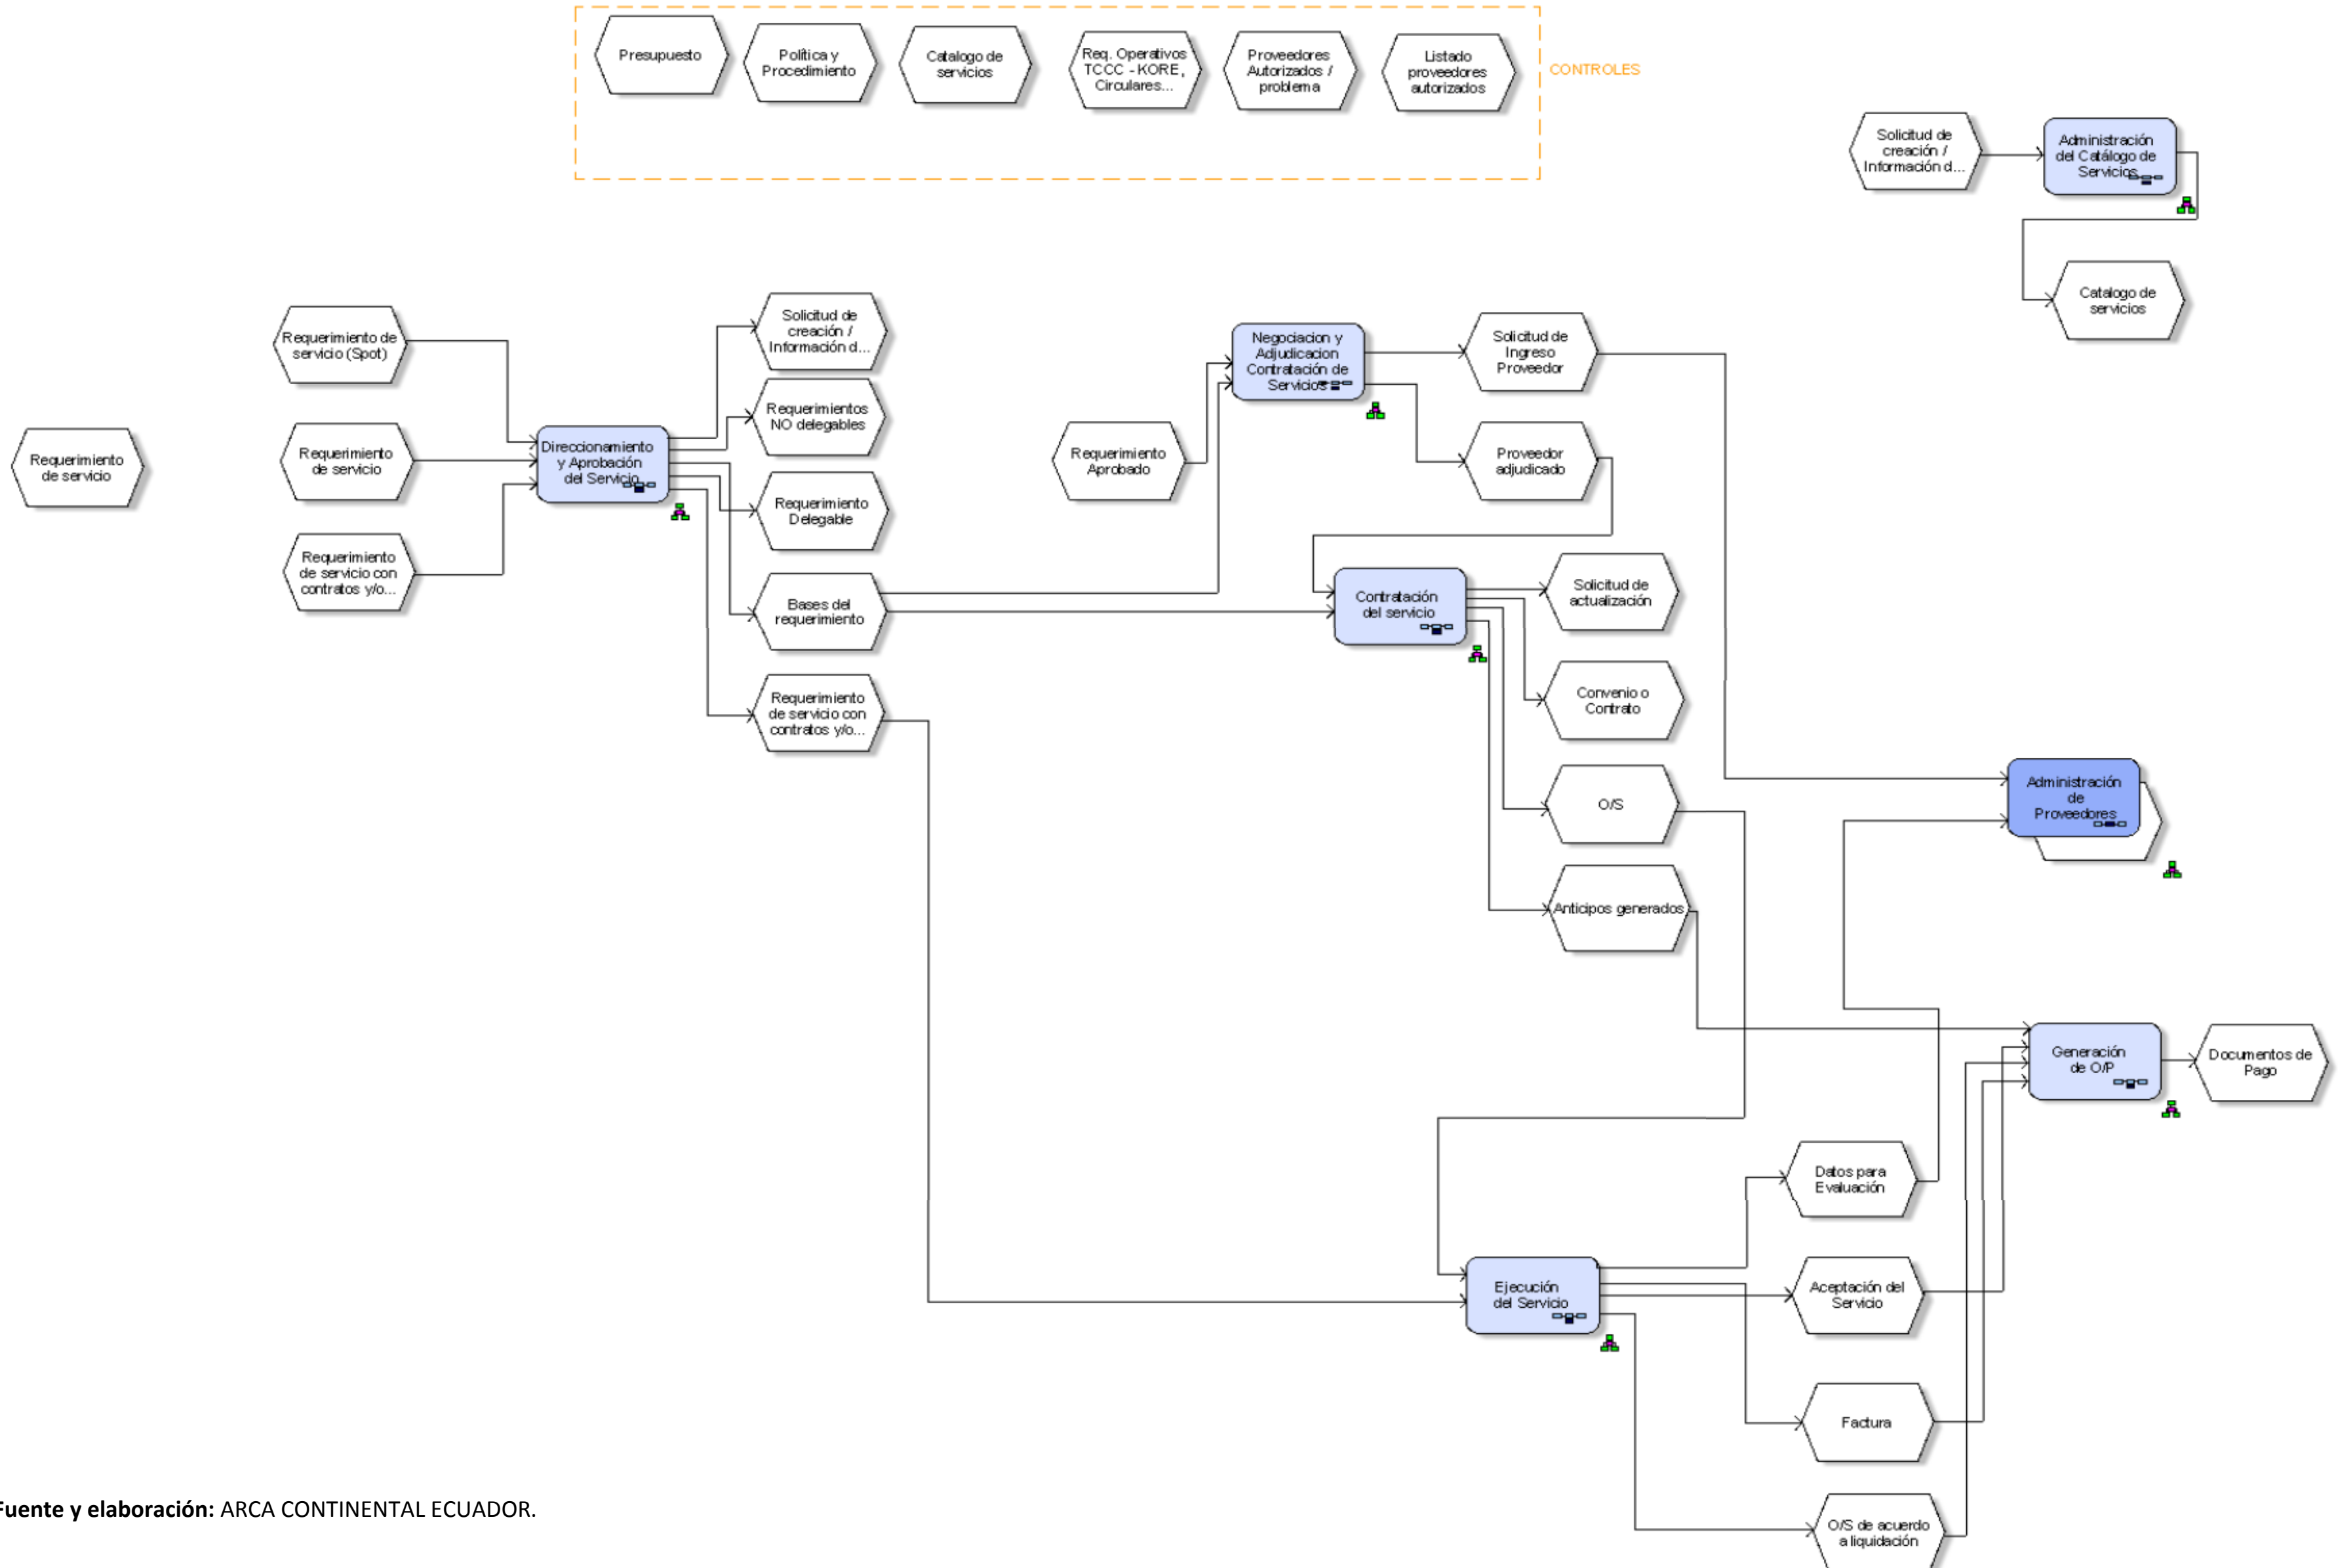 Presupuesto
Política y
Procedimiento
Catalogo de
servicios
Req. Operativos
TCCC - KORE,
Circulares...
Proveedores
Autorizados /
problema
Listado
proveedores
autorizados
CONTROLES
Solicitud de
creación /
Información d...
Administración
del Catálogo de
Servicios
Catalogo de
servicios
Requerimiento
de servicio
Requerimiento de
servicio (Spot)
Requerimiento
de servicio
Requerimiento
de servicio con
contratos y/o...
Direccionamiento
y Aprobación
del Servicio
Solicitud de
creación /
Información d...
Requerimientos
NO delegables
Requerimiento
Delegable
Bases del
requerimiento
Requerimiento
de servicio con
contratos y/o...
Requerimiento
Aprobado
Negociacion y
Adjudicacion
Contratación de
Servicios
Solicitud de
Ingreso
Proveedor
Proveedor
adjudicado
Contratación
del servicio
Solicitud de
actualización
Convenio o
Contrato
O/S
Anticipos generados
Administración
de
Proveedores
Generación
de O/P
Documentos de
Pago
Ejecución
del Servicio
Datos para
Evaluación
Aceptación del
Servicio
Factura
O/S de acuerdo
a liquidación
Fuente y elaboración: ARCA CONTINENTAL ECUADOR.